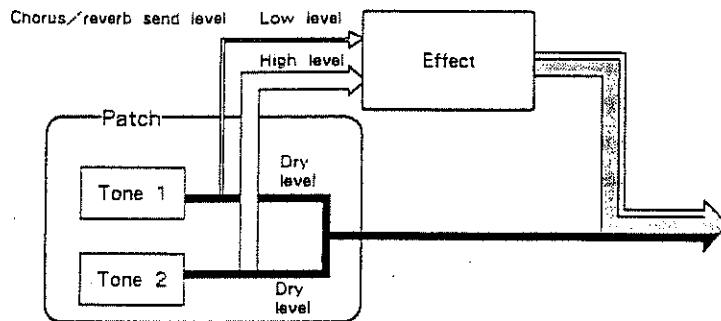 Chorus/reverb send level Low level
High level
Effect
Patch
Tone 1
Dry
level
Tone 2
Dry
level